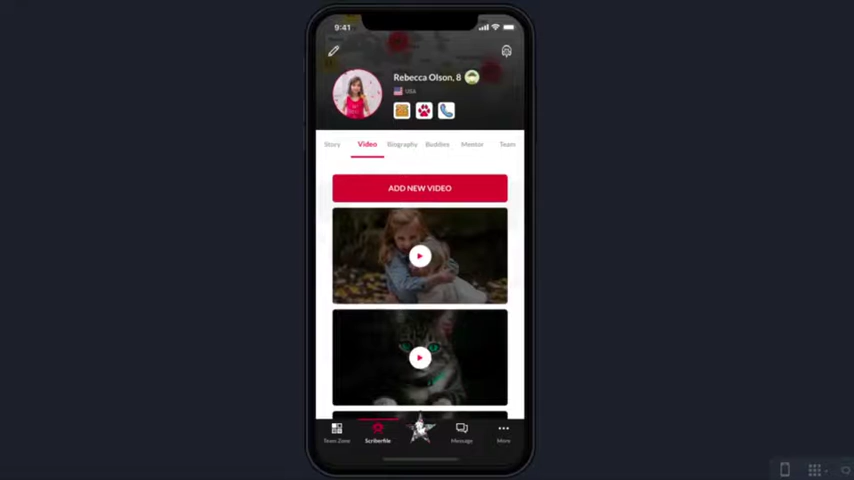 9:41
Rebecca Olson, 8
USA
Story Video Biography Buddies Mentor Team
ADD NEW VIDEO
Team Zone Scriberfile Message More